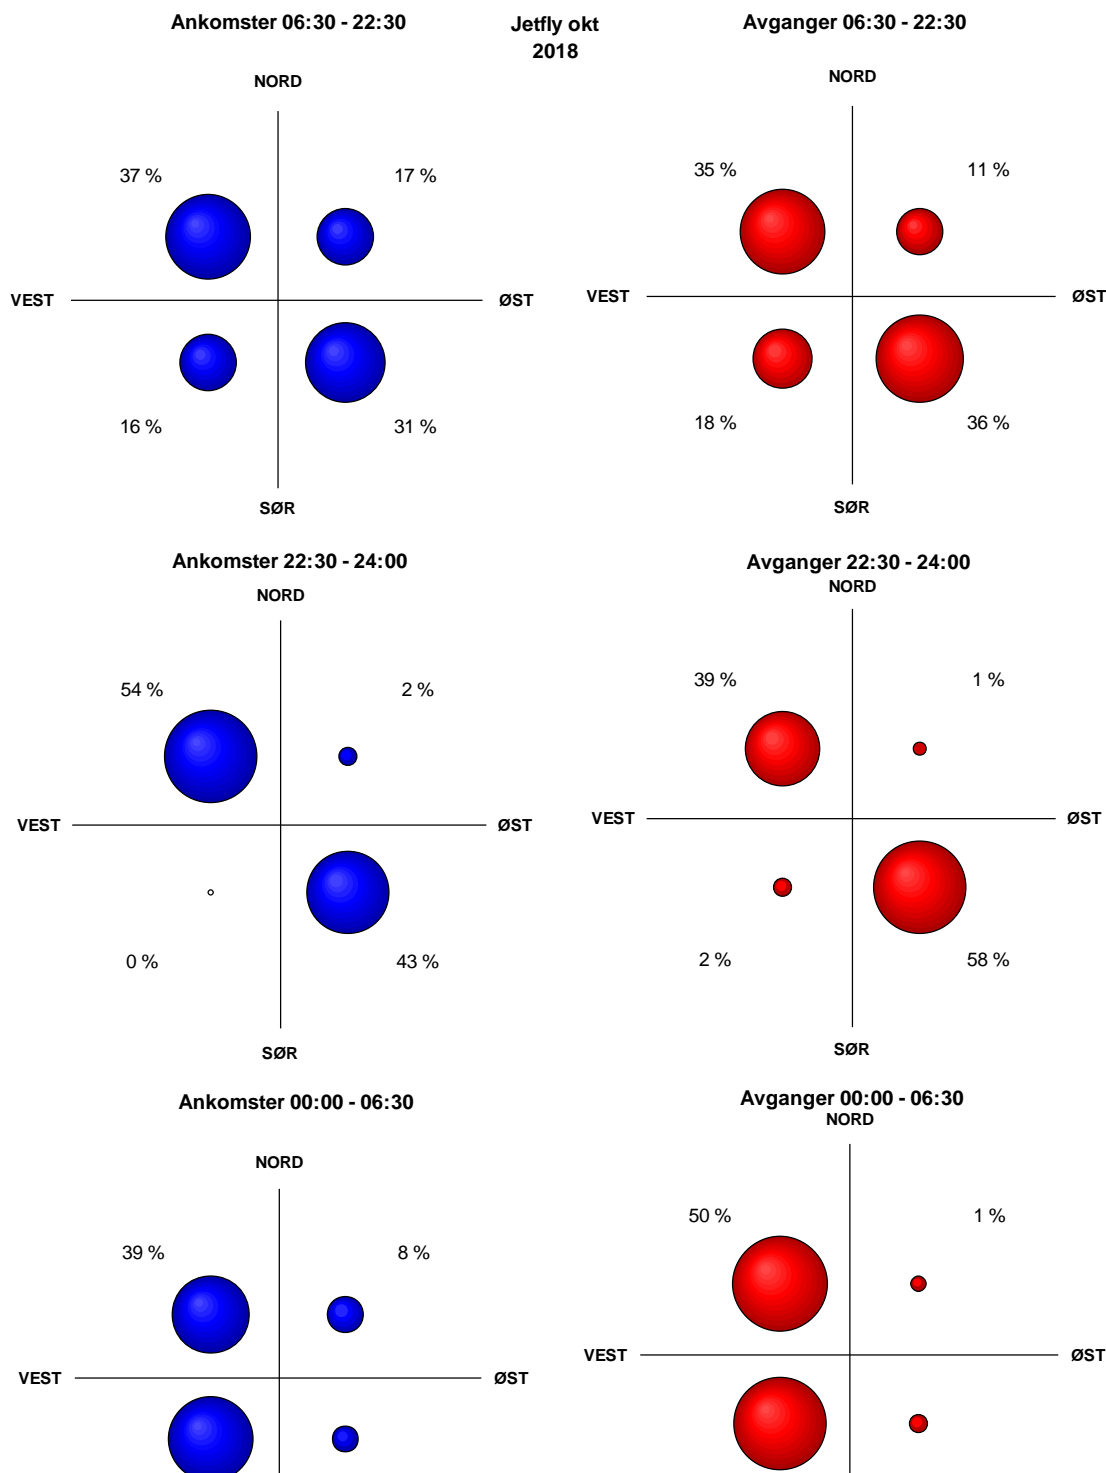 Ankomster 06:30 - 22:30
Jetfly okt
2018
Avganger 06:30 - 22:30
NORD
NORD
37 %
17 %
35 %
11 %
VEST
ØST
VEST
ØST
16 %
31 %
18 %
36 %
SØR
SØR
Ankomster 22:30 - 24:00
Avganger 22:30 - 24:00
NORD
NORD
54 %
2 %
39 %
1 %
VEST
ØST
VEST
ØST
0 %
43 %
2 %
58 %
SØR
SØR
Ankomster 00:00 - 06:30
Avganger 00:00 - 06:30
NORD
NORD
39 %
8 %
50 %
1 %
VEST
ØST
VEST
ØST